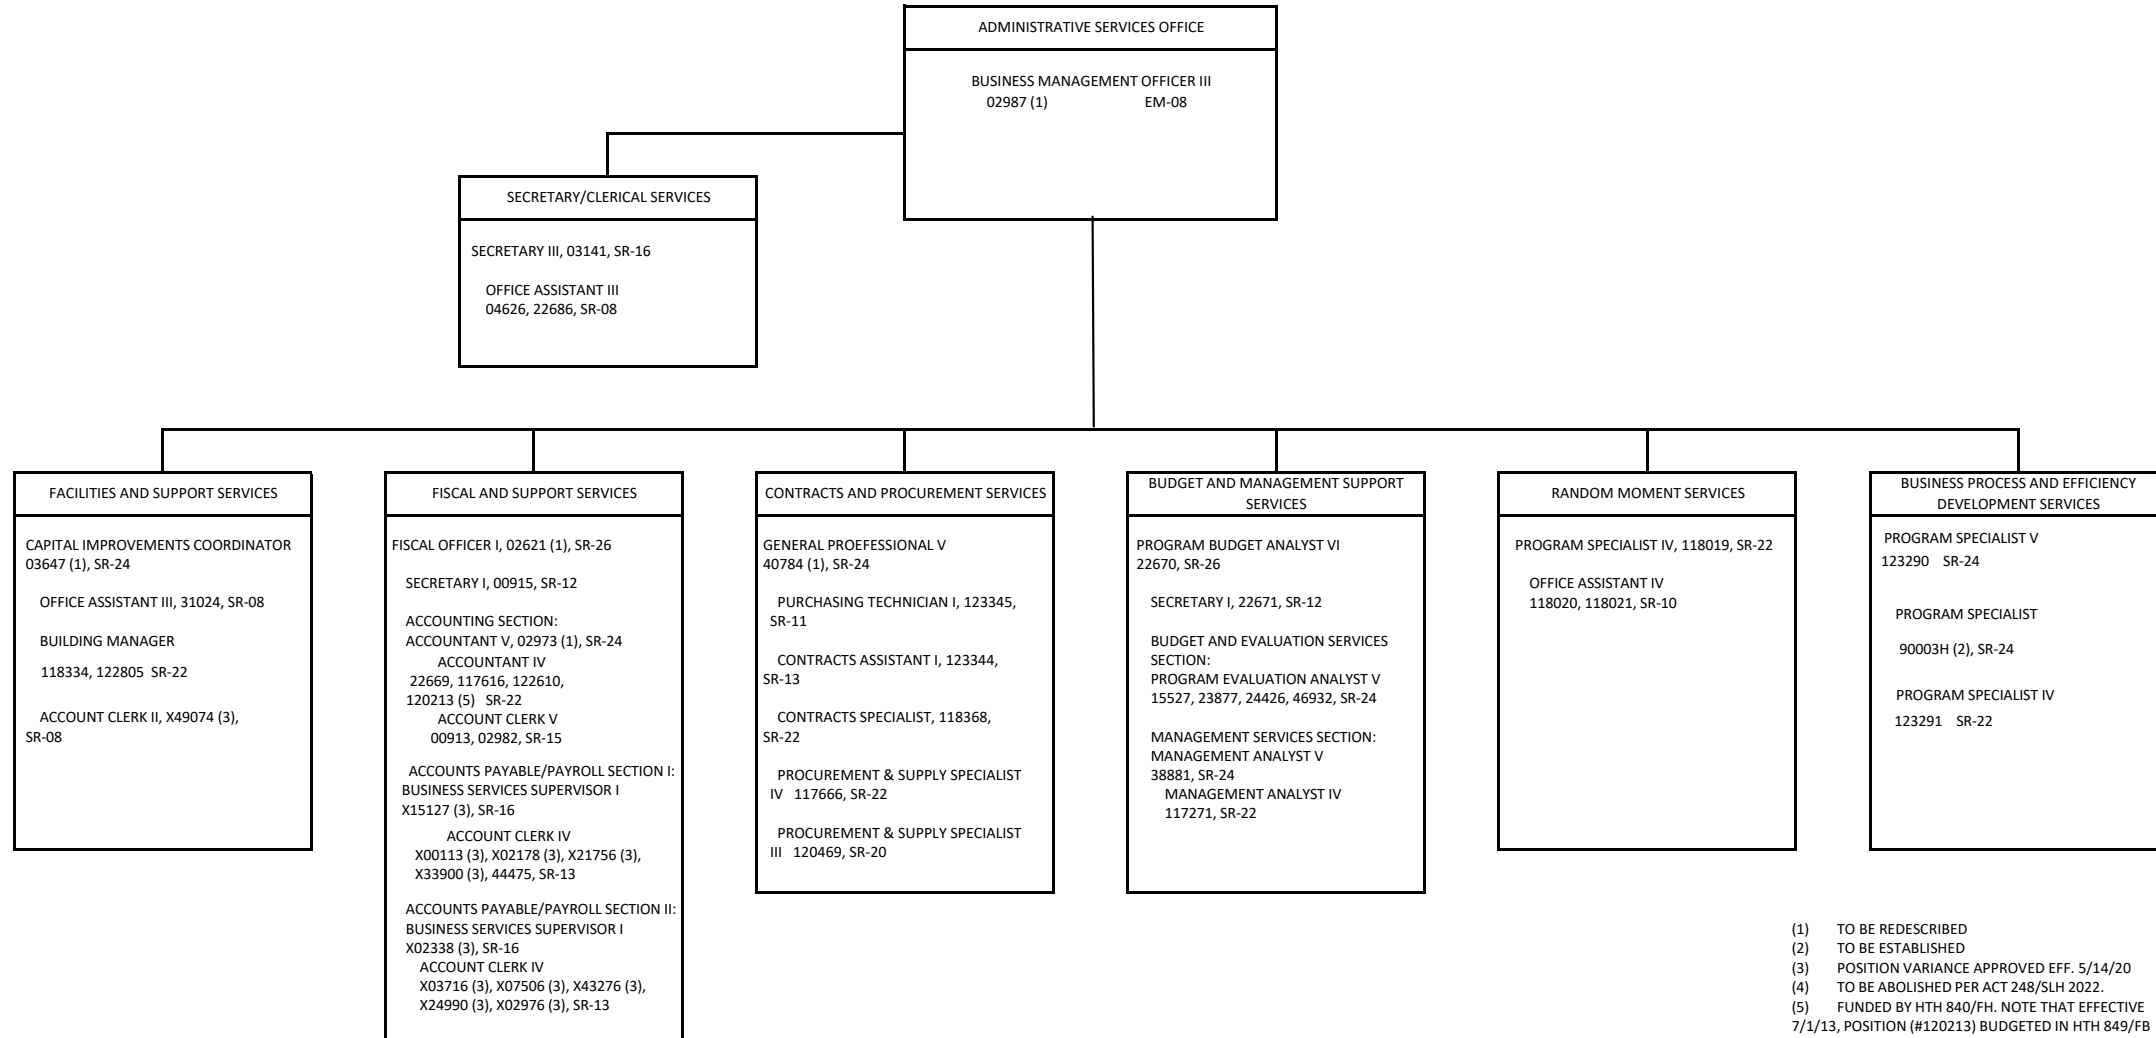 ADMINISTRATIVE SERVICES OFFICE
BUSINESS MANAGEMENT OFFICER III
02987 (1) EM-08
SECRETARY/CLERICAL SERVICES
SECRETARY III, 03141, SR-16
OFFICE ASSISTANT III
04626, 22686, SR-08
FACILITIES AND SUPPORT SERVICES
CAPITAL IMPROVEMENTS COORDINATOR
03647 (1), SR-24
OFFICE ASSISTANT III, 31024, SR-08
BUILDING MANAGER
118334, 122805 SR-22
ACCOUNT CLERK II, X49074 (3),
SR-08
FISCAL AND SUPPORT SERVICES
FISCAL OFFICER I, 02621 (1), SR-26
SECRETARY I, 00915, SR-12
ACCOUNTING SECTION:
ACCOUNTANT V, 02973 (1), SR-24
ACCOUNTANT IV
22669, 117616, 122610,
120213 (5) SR-22
ACCOUNT CLERK V
00913, 02982, SR-15
ACCOUNTS PAYABLE/PAYROLL SECTION I:
BUSINESS SERVICES SUPERVISOR I
X15127 (3), SR-16
ACCOUNT CLERK IV
X00113 (3), X02178 (3), X21756 (3),
X33900 (3), 44475, SR-13
ACCOUNTS PAYABLE/PAYROLL SECTION II:
BUSINESS SERVICES SUPERVISOR I
X02338 (3), SR-16
ACCOUNT CLERK IV
X03716 (3), X07506 (3), X43276 (3),
X24990 (3), X02976 (3), SR-13
CONTRACTS AND PROCUREMENT SERVICES
GENERAL PROEFESSIONAL V
40784 (1), SR-24
PURCHASING TECHNICIAN I, 123345,
SR-11
CONTRACTS ASSISTANT I, 123344,
SR-13
CONTRACTS SPECIALIST, 118368,
SR-22
PROCUREMENT & SUPPLY SPECIALIST
IV 117666, SR-22
PROCUREMENT & SUPPLY SPECIALIST
III 120469, SR-20
BUDGET AND MANAGEMENT SUPPORT
SERVICES
PROGRAM BUDGET ANALYST VI
22670, SR-26
SECRETARY I, 22671, SR-12
BUDGET AND EVALUATION SERVICES
SECTION:
PROGRAM EVALUATION ANALYST V
15527, 23877, 24426, 46932, SR-24
MANAGEMENT SERVICES SECTION:
MANAGEMENT ANALYST V
38881, SR-24
MANAGEMENT ANALYST IV
117271, SR-22
RANDOM MOMENT SERVICES
PROGRAM SPECIALIST IV, 118019, SR-22
OFFICE ASSISTANT IV
118020, 118021, SR-10
BUSINESS PROCESS AND EFFICIENCY
DEVELOPMENT SERVICES
PROGRAM SPECIALIST V
123290 SR-24
PROGRAM SPECIALIST
90003H (2), SR-24
PROGRAM SPECIALIST IV
123291 SR-22
(1) TO BE REDESCRIBED
(2) TO BE ESTABLISHED
(3) POSITION VARIANCE APPROVED EFF. 5/14/20
(4) TO BE ABOLISHED PER ACT 248/SLH 2022.
(5) FUNDED BY HTH 840/FH. NOTE THAT EFFECTIVE
7/1/13, POSITION (#120213) BUDGETED IN HTH 849/FB